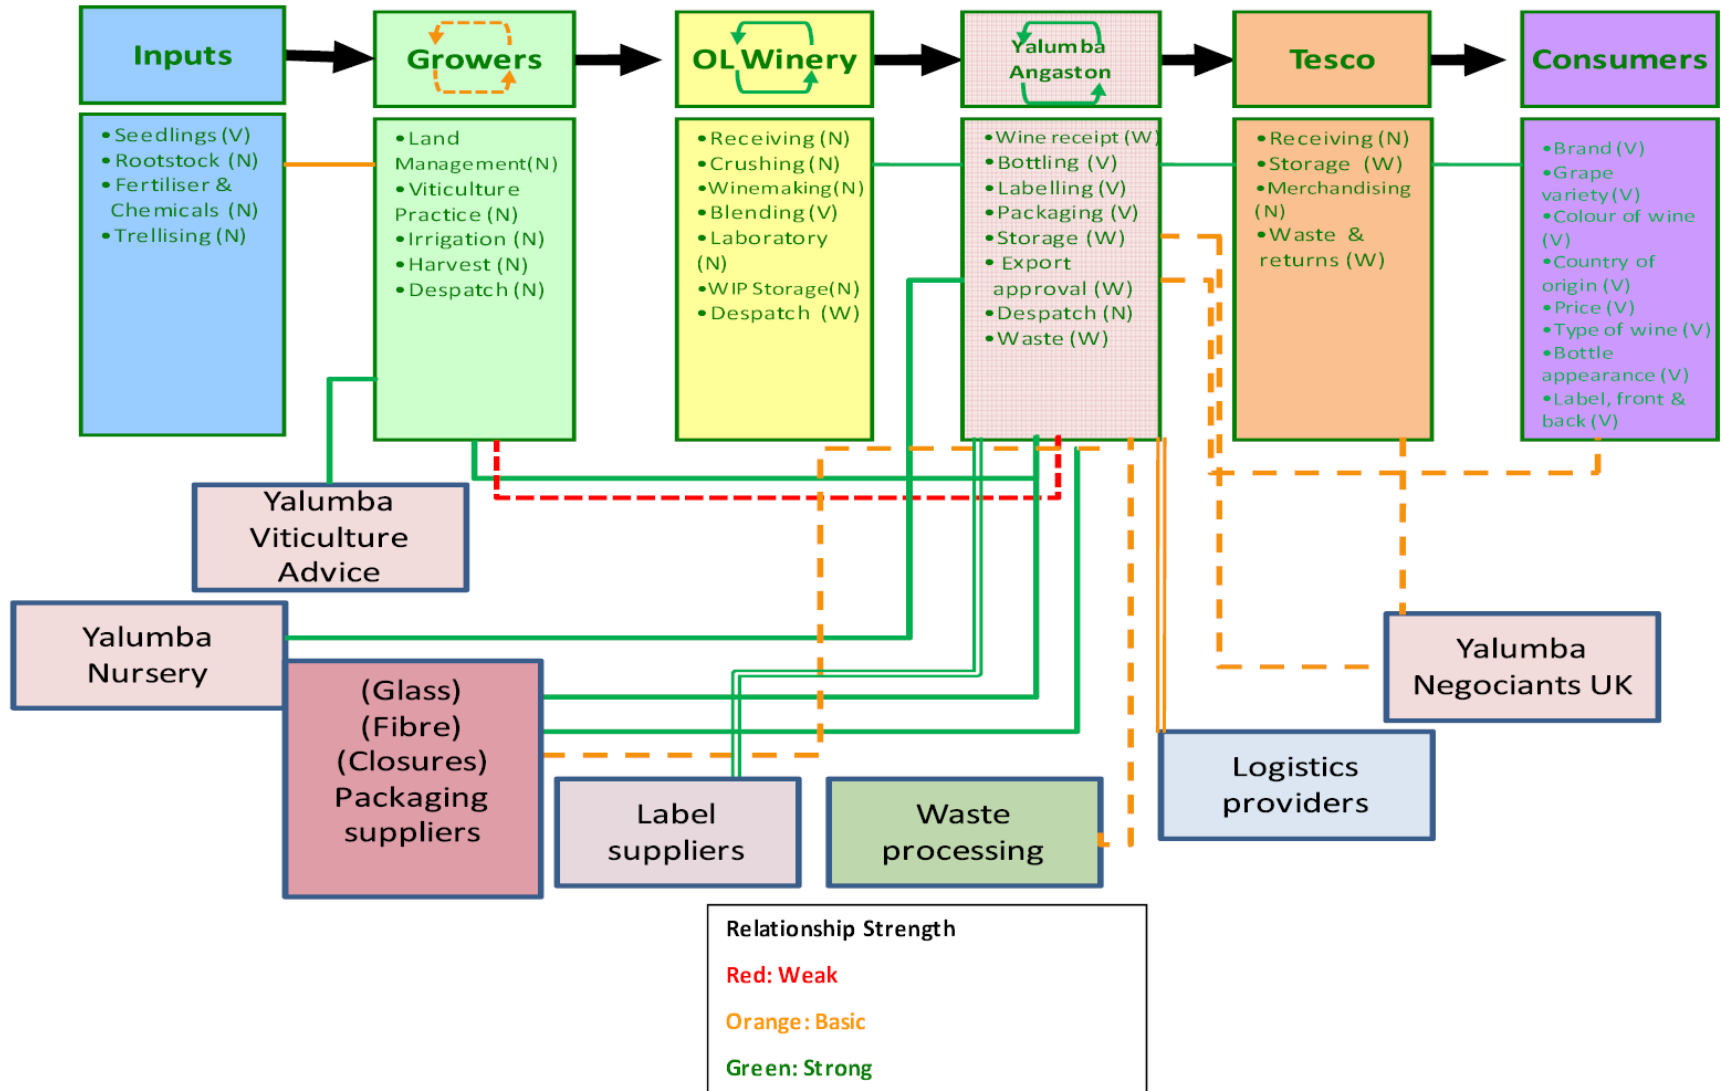 Inputs
Growers
OL Winery
Yalumba
Angaston
Tesco
Consumers
•Seedlings (V)
•Rootstock (N)
•Fertiliser &
Chemicals (N)
•Trellising (N)
•Land
Management(N)
•Viticulture
Practice (N)
•Irrigation (N)
•Harvest (N)
•Despatch (N)
•Receiving (N)
•Crushing (N)
•Winemaking(N)
•Blending (V)
•Laboratory
(N)
•WIP Storage(N)
•Despatch (W)
•Wine receipt (W)
•Bottling (V)
•Labelling (V)
•Packaging (V)
•Storage (W)
•Export
approval (W)
•Despatch (N)
•Waste (W)
•Receiving (N)
•Storage (W)
•Merchandising
(N)
•Waste &
returns (W)
•Brand (V)
•Grape
variety (V)
•Colour of wine
(V)
•Country of
origin (V)
•Price (V)
•Type of wine (V)
•Bottle
appearance (V)
•Label, front &
back (V)
Yalumba
Viticulture
Advice
Yalumba
Nursery
(Glass)
(Fibre)
(Closures)
Packaging
suppliers
Label
suppliers
Waste
processing
Logistics
providers
Yalumba
Negociants UK
Relationship Strength
Red: Weak
Orange: Basic
Green: Strong